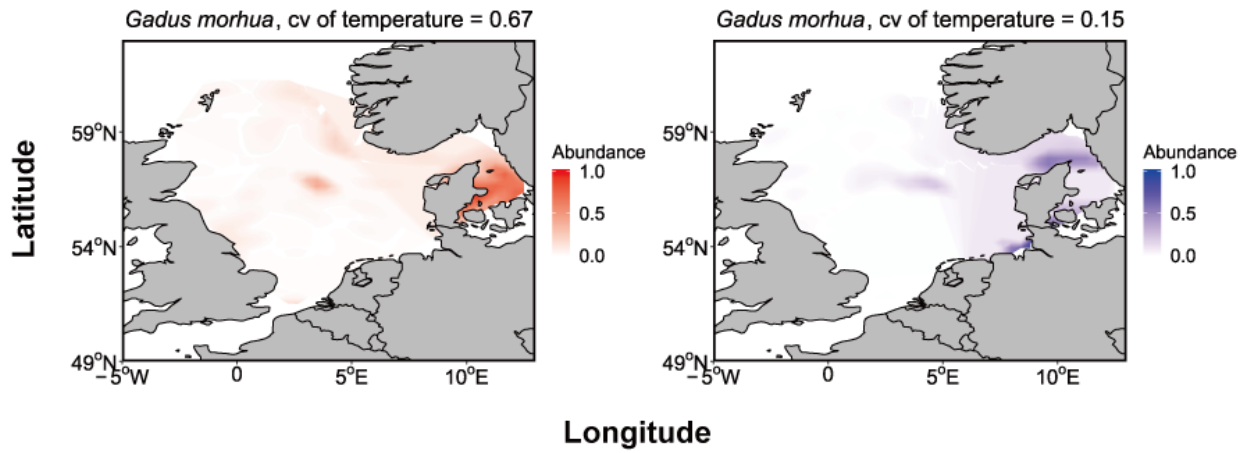 Gadus morhua, cv of temperature = 0.67
Gadus morhua, cv of temperature = 0.15
Latitude
59°N
54°N
49°N
−5°W
0
5°E
10°E
Abundance
1.0
0.5
0.0
59°N
54°N
49°N
−5°W
0
5°E
10°E
Abundance
1.0
0.5
0.0
Longitude